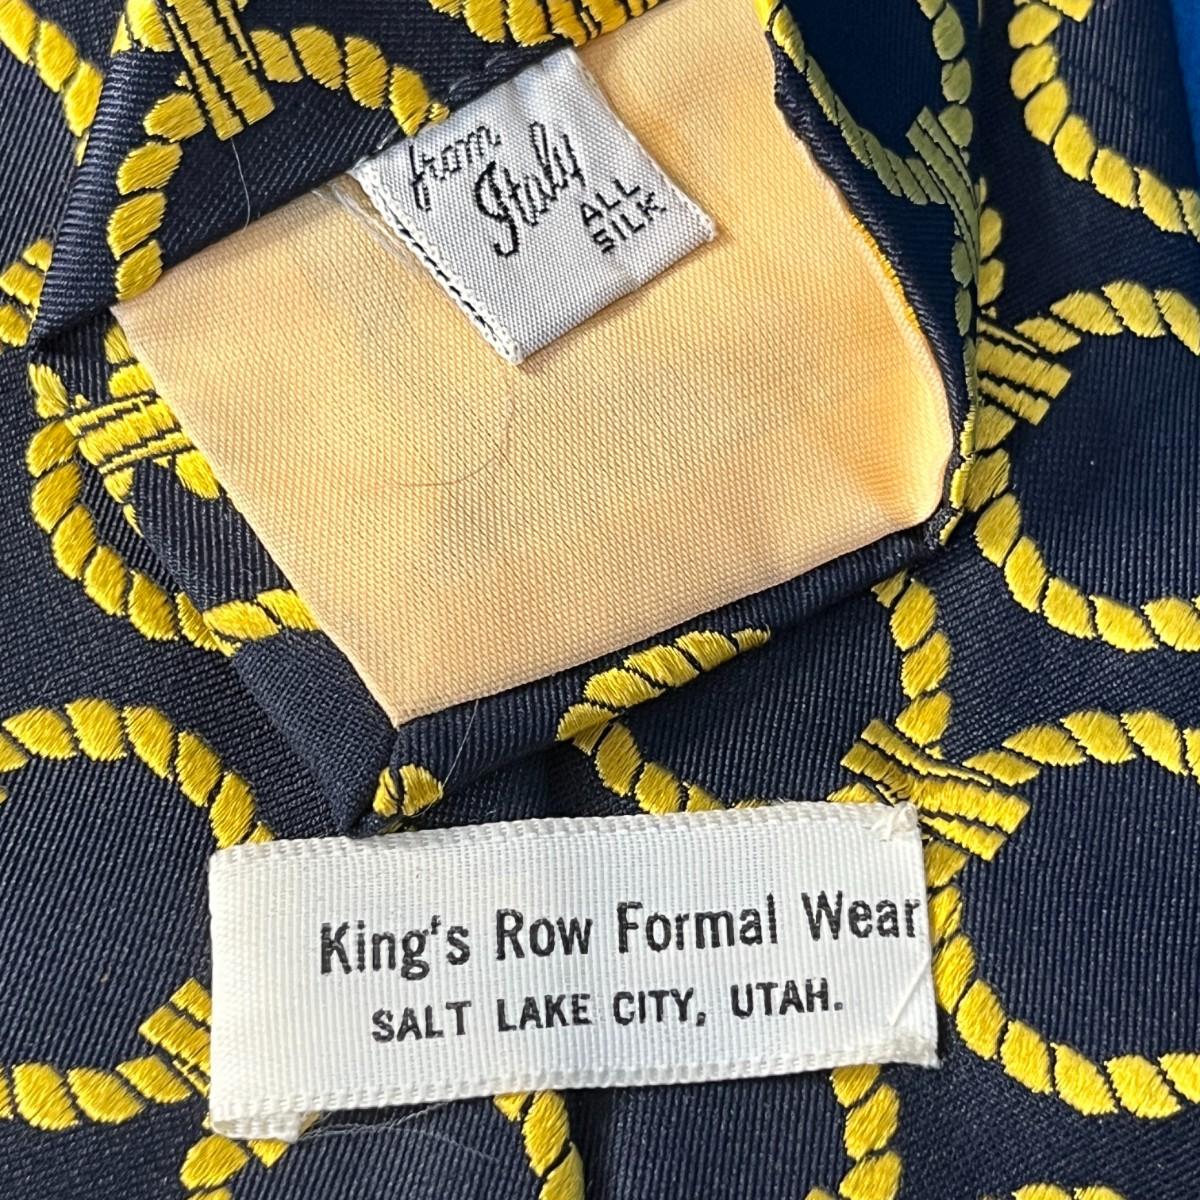 from
Italy
ALL
SILK
King's Row Formal Wear
SALT LAKE CITY, UTAH.